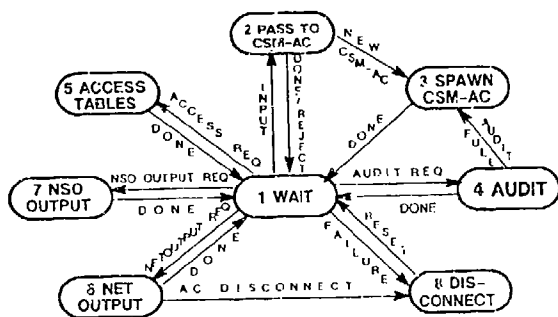 2 PASS TO
CSM-AC
NEW
CSM-AC
3 SPAWN
CSM-AC
5 ACCESS
TABLES
ACCESS REQ
DONE
INPUT
DONE/REJECT
DONE
AUDIT
FULL
7 NSO
OUTPUT
NSO OUTPUT REQ
DONE
1 WAIT
AUDIT REQ
DONE
4 AUDIT
NET OUTPUT REQ
DONE
RESET
FAILURE
6 NET
OUTPUT
AC DISCONNECT
8 DIS-
CONNECT